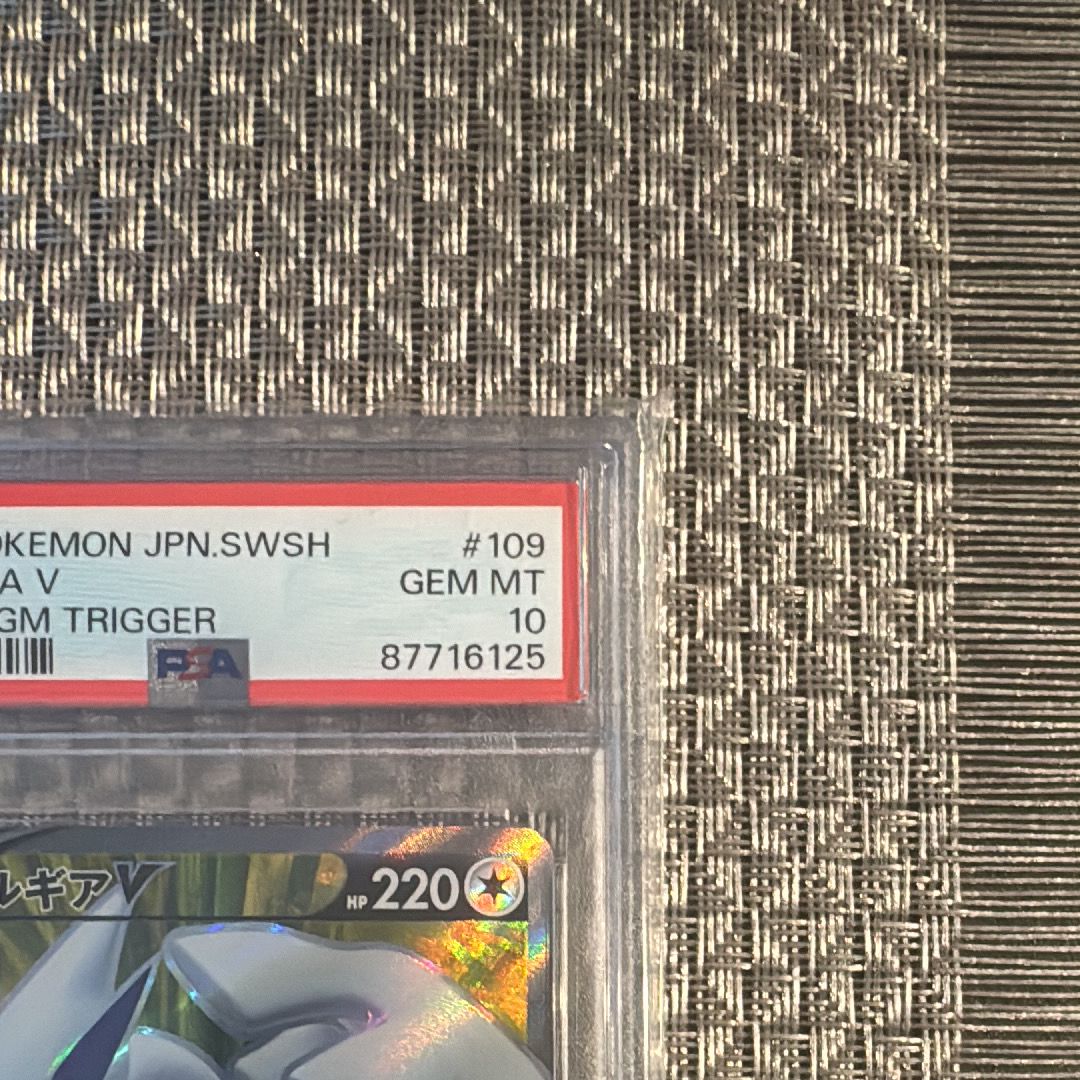 OKEMON JPN.SWSH #109
A V GEM MT
GM TRIGGER 10
PSA 87716125
ルギアV HP 220